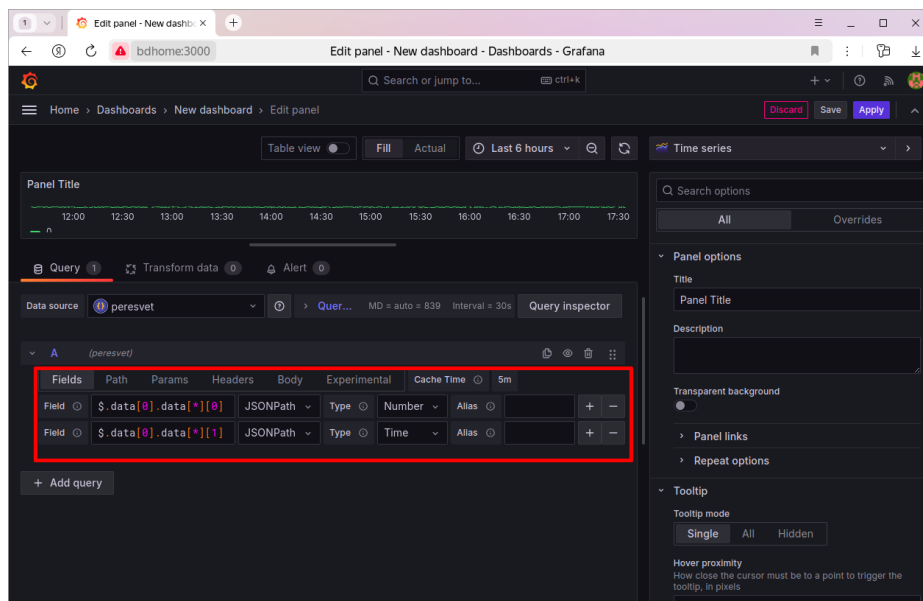 1
Edit panel - New dashbo
bdhome:3000
Edit panel - New dashboard - Dashboards - Grafana
Search or jump to...
ctrl+k
Home › Dashboards › New dashboard › Edit panel
Discard
Save
Apply
Table view
Fill
Actual
Last 6 hours
Time series
Panel Title
12:00 12:30 13:00 13:30 14:00 14:30 15:00 15:30 16:00 16:30 17:00 17:30
Query 1
Transform data 0
Alert 0
Data source
peresvet
Quer...
MD = auto = 839
Interval = 30s
Query inspector
A
(peresvet)
Fields
Path
Params
Headers
Body
Experimental
Cache Time
5m
Field $.data[0].data[*][0] JSONPath Type Number Alias + −
Field $.data[0].data[*][1] JSONPath Type Time Alias + −
+ Add query
Search options
All
Overrides
Panel options
Title
Panel Title
Description
Transparent background
Panel links
Repeat options
Tooltip
Tooltip mode
Single
All
Hidden
Hover proximity
How close the cursor must be to a point to trigger the
tooltip, in pixels